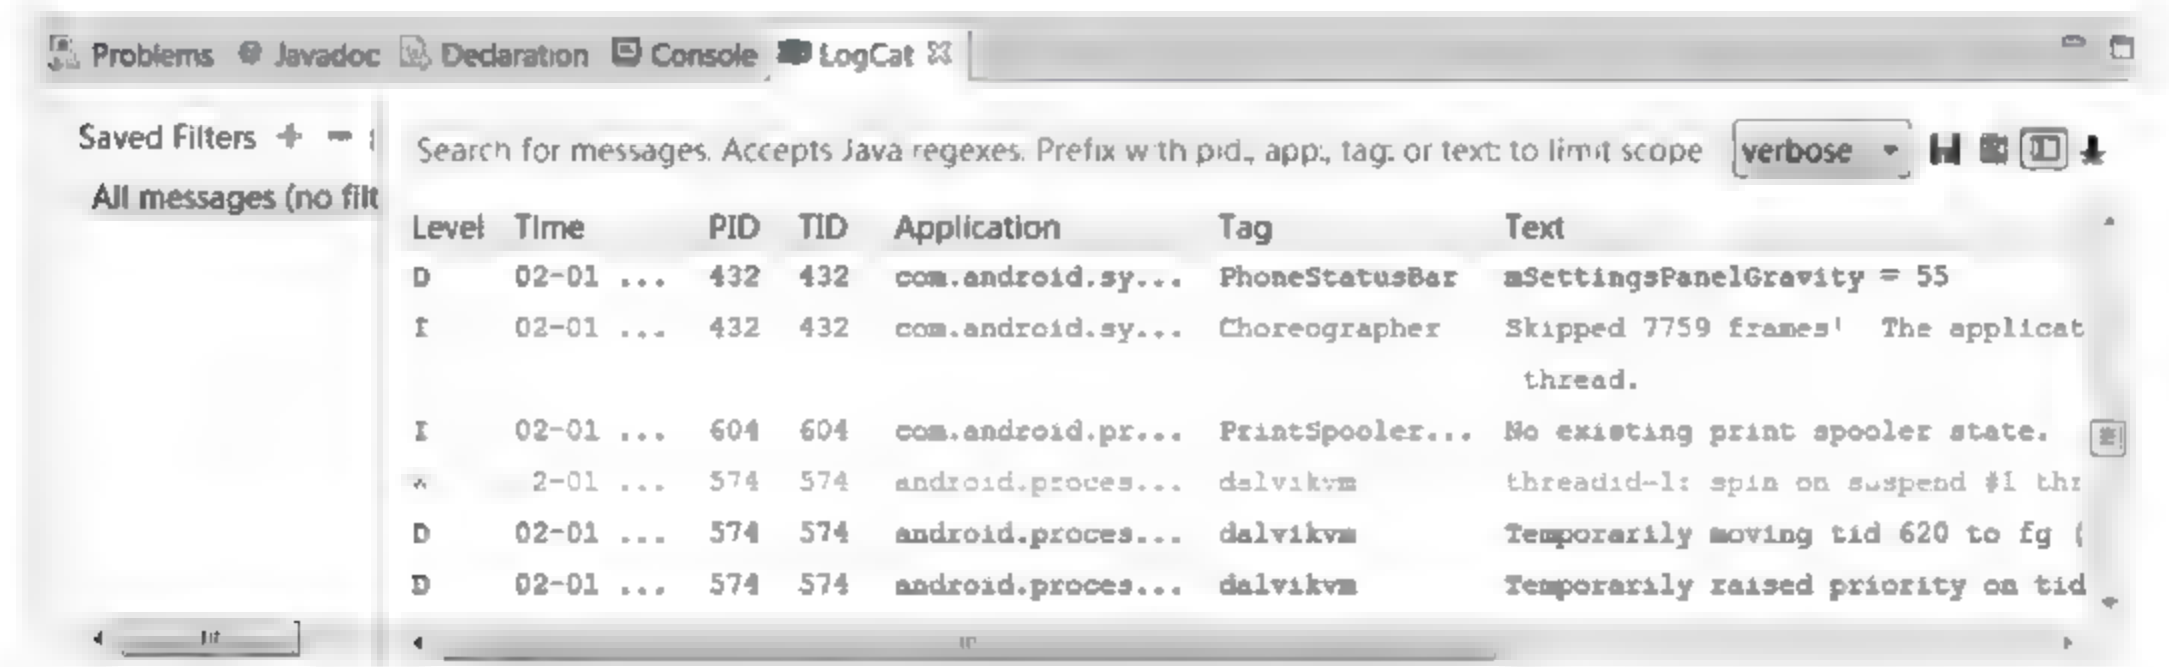 Problems Javadoc Declaration Console LogCat
Saved Filters
All messages (no filt
Search for messages. Accepts Java regexes. Prefix with pid:, app:, tag: or text: to limit scope verbose
Level Time PID TID Application Tag Text
D 02-01 ... 432 432 com.android.sy... PhoneStatusBar mSettingsPanelGravity = 55
I 02-01 ... 432 432 com.android.sy... Choreographer Skipped 7759 frames! The applicat
thread.
I 02-01 ... 604 604 com.android.pr... PrintSpooler... No existing print spooler state.
2-01 ... 574 574 android.proces... dalvikvm threadid=1: spin on suspend #1 thr
D 02-01 ... 574 574 android.proces... dalvikvm Temporarily moving tid 620 to fg (
D 02-01 ... 574 574 android.proces... dalvikvm Temporarily raised priority on tid